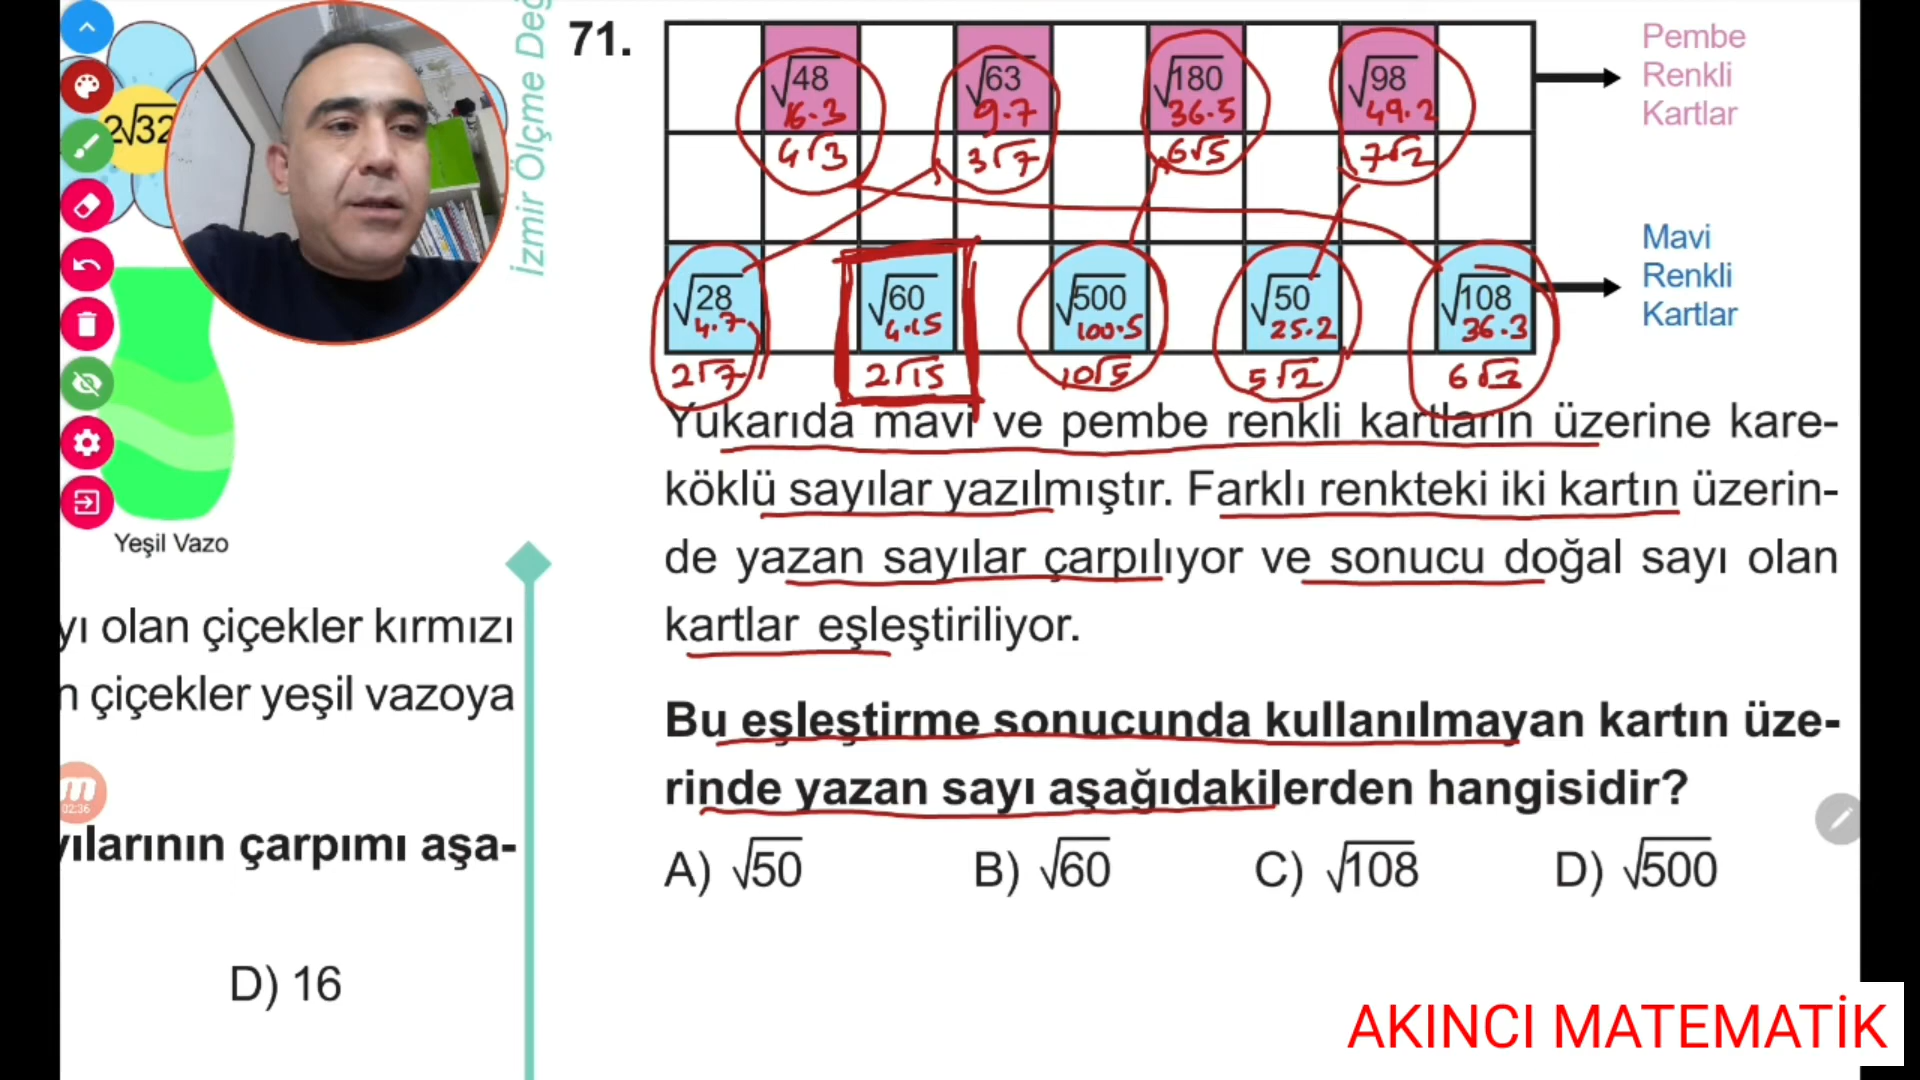 2√32
Yeşil Vazo
yı olan çiçekler kırmızı
n çiçekler yeşil vazoya
02:36
yılarının çarpımı aşa-
D) 16
İzmir Ölçme Değ
71.
√48 √63 √180 √98
16.3 9.7 36.5 49.2
4√3 3√7 6√5 7√2
Pembe
Renkli
Kartlar
√28 √60 √500 √50 √108
4.7 4.15 100.5 25.2 36.3
2√7 2√15 10√5 5√2 6√3
Mavi
Renkli
Kartlar
Yukarıda mavi ve pembe renkli kartların üzerine kare-
köklü sayılar yazılmıştır. Farklı renkteki iki kartın üzerin-
de yazan sayılar çarpılıyor ve sonucu doğal sayı olan
kartlar eşleştiriliyor.
Bu eşleştirme sonucunda kullanılmayan kartın üze-
rinde yazan sayı aşağıdakilerden hangisidir?
A) √50 B) √60 C) √108 D) √500
AKINCI MATEMATİK